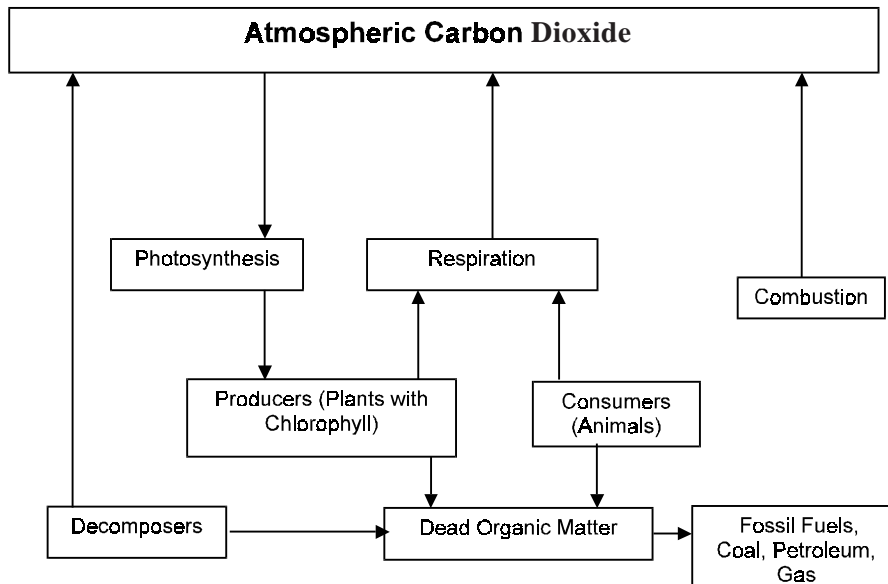 Atmospheric Carbon Dioxide
Photosynthesis
Respiration
Combustion
Producers (Plants with
Chlorophyll)
Consumers
(Animals)
Decomposers
Dead Organic Matter
Fossil Fuels,
Coal, Petroleum,
Gas